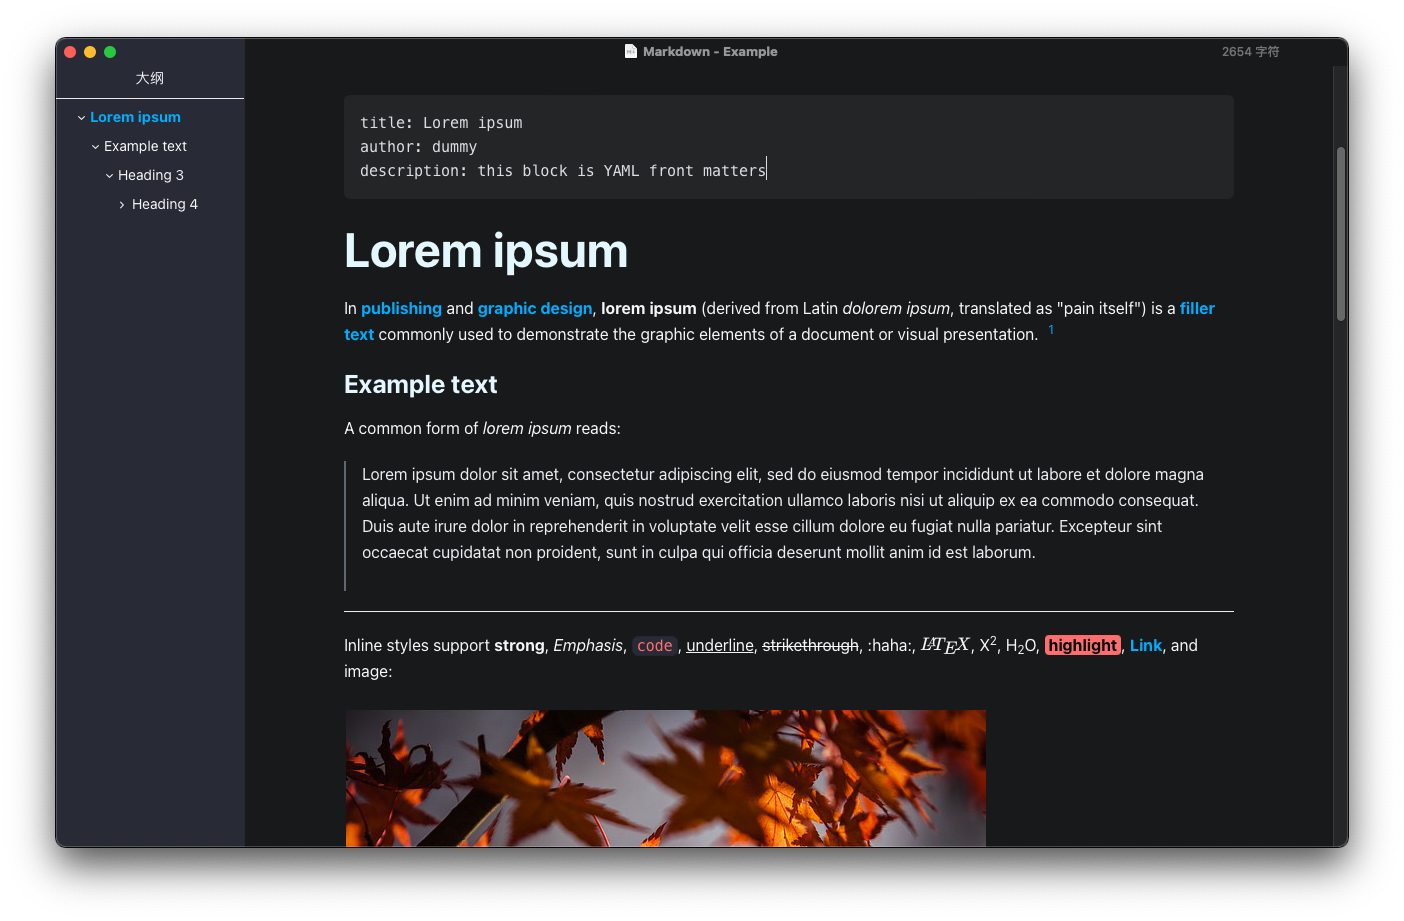 Markdown - Example
2654 字符
大纲
Lorem ipsum
Example text
Heading 3
Heading 4
title: Lorem ipsum
author: dummy
description: this block is YAML front matters
Lorem ipsum
In publishing and graphic design, lorem ipsum (derived from Latin dolorem ipsum, translated as "pain itself") is a filler
text commonly used to demonstrate the graphic elements of a document or visual presentation. 1
Example text
A common form of lorem ipsum reads:
Lorem ipsum dolor sit amet, consectetur adipiscing elit, sed do eiusmod tempor incididunt ut labore et dolore magna
aliqua. Ut enim ad minim veniam, quis nostrud exercitation ullamco laboris nisi ut aliquip ex ea commodo consequat.
Duis aute irure dolor in reprehenderit in voluptate velit esse cillum dolore eu fugiat nulla pariatur. Excepteur sint
occaecat cupidatat non proident, sunt in culpa qui officia deserunt mollit anim id est laborum.
Inline styles support strong, Emphasis, code, underline, strikethrough, :haha:, LATEX, X², H₂O, highlight, Link, and
image: